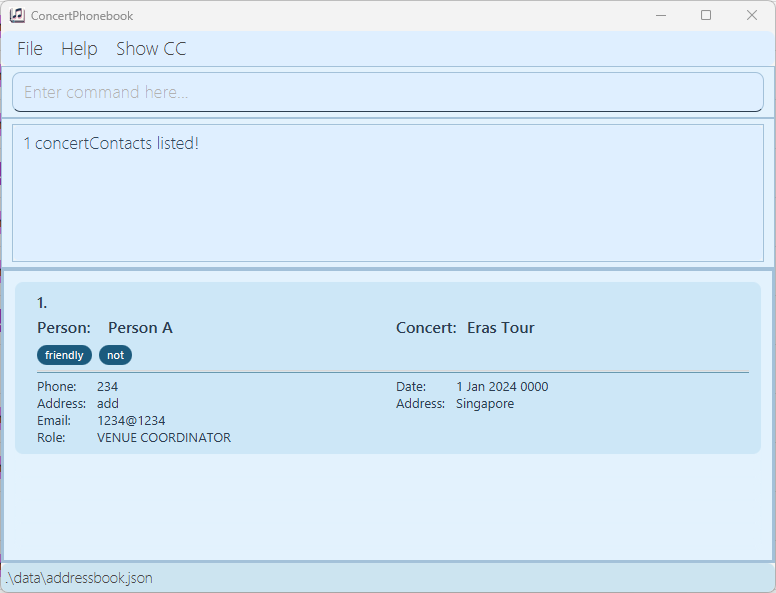 ConcertPhonebook
File Help Show CC
Enter command here...
1 concertContacts listed!
1.
Person: Person A Concert: Eras Tour
friendly not
Phone: 234 Date: 1 Jan 2024 0000
Address: add Address: Singapore
Email: 1234@1234
Role: VENUE COORDINATOR
.\data\addressbook.json